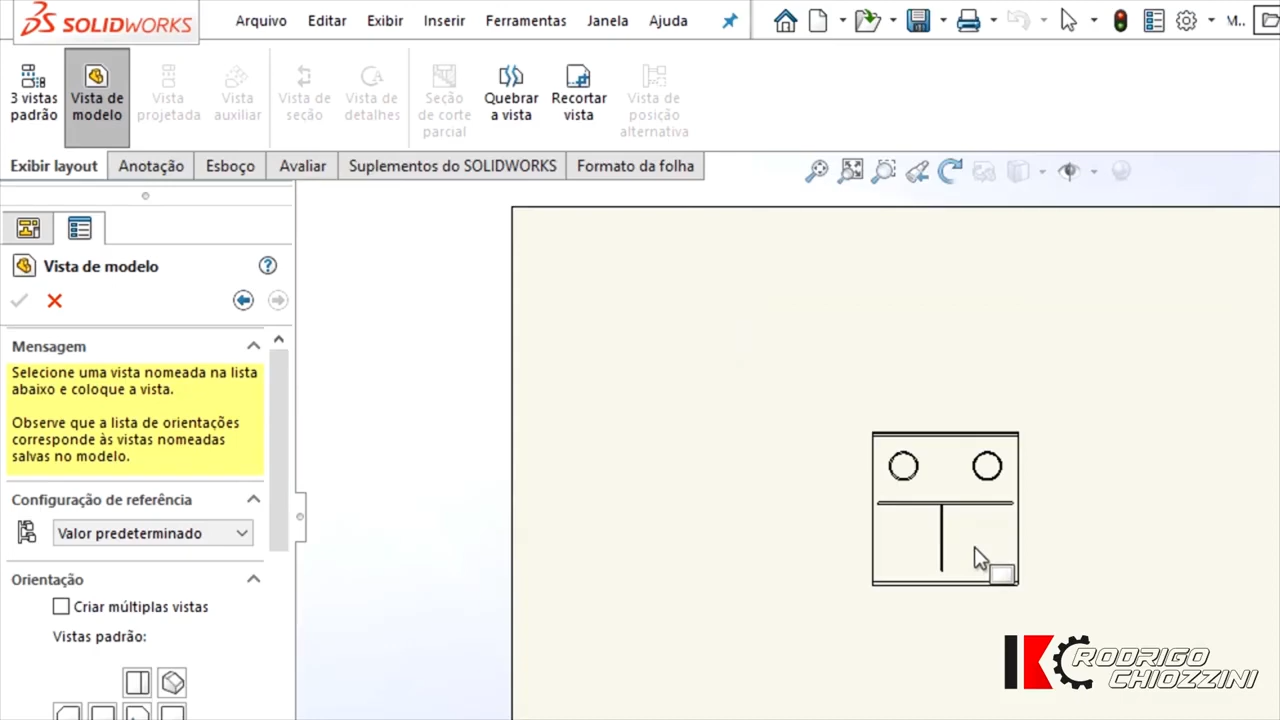 SOLIDWORKS
Arquivo Editar Exibir Inserir Ferramentas Janela Ajuda
M..
3 vistas padrão
Vista de modelo
Vista projetada
Vista auxiliar
Vista de seção
Vista de detalhes
Seção de corte parcial
Quebrar a vista
Recortar vista
Vista de posição alternativa
Exibir layout Anotação Esboço Avaliar Suplementos do SOLIDWORKS Formato da folha
Vista de modelo
Mensagem
Selecione uma vista nomeada na lista
abaixo e coloque a vista.
Observe que a lista de orientações
corresponde às vistas nomeadas
salvas no modelo.
Configuração de referência
Valor predeterminado
Orientação
Criar múltiplas vistas
Vistas padrão:
RODRIGO
CHIOZZINI